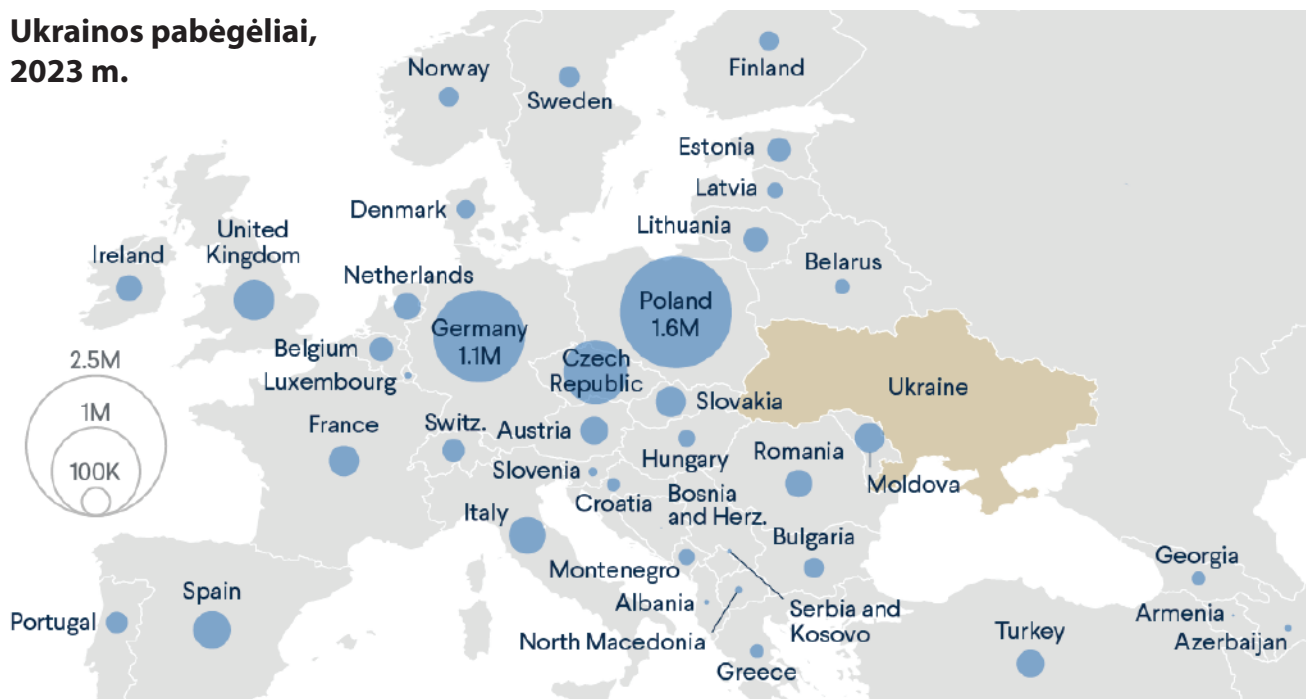 Ukrainos pabėgėliai,
2023 m.
Norway
Sweden
Finland
Estonia
Latvia
Lithuania
Denmark
Belarus
Ireland
United
Kingdom
Netherlands
Poland
1.6M
Germany
1.1M
Belgium
Luxembourg
Czech
Republic
Ukraine
2.5M
1M
100K
Slovakia
France
Switz.
Austria
Hungary
Romania
Moldova
Slovenia
Croatia
Bosnia
and Herz.
Italy
Bulgaria
Montenegro
Albania
North Macedonia
Serbia and
Kosovo
Greece
Portugal
Spain
Turkey
Georgia
Armenia
Azerbaijan